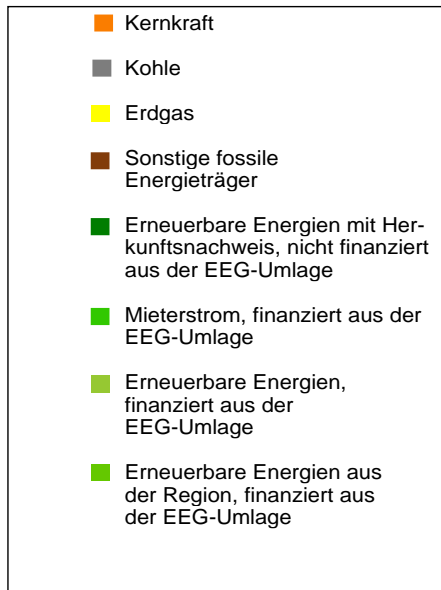 Kernkraft
Kohle
Erdgas
Sonstige fossile
Energieträger
Erneuerbare Energien mit Her-
kunftsnachweis, nicht finanziert
aus der EEG-Umlage
Mieterstrom, finanziert aus der
EEG-Umlage
Erneuerbare Energien,
finanziert aus der
EEG-Umlage
Erneuerbare Energien aus
der Region, finanziert aus
der EEG-Umlage